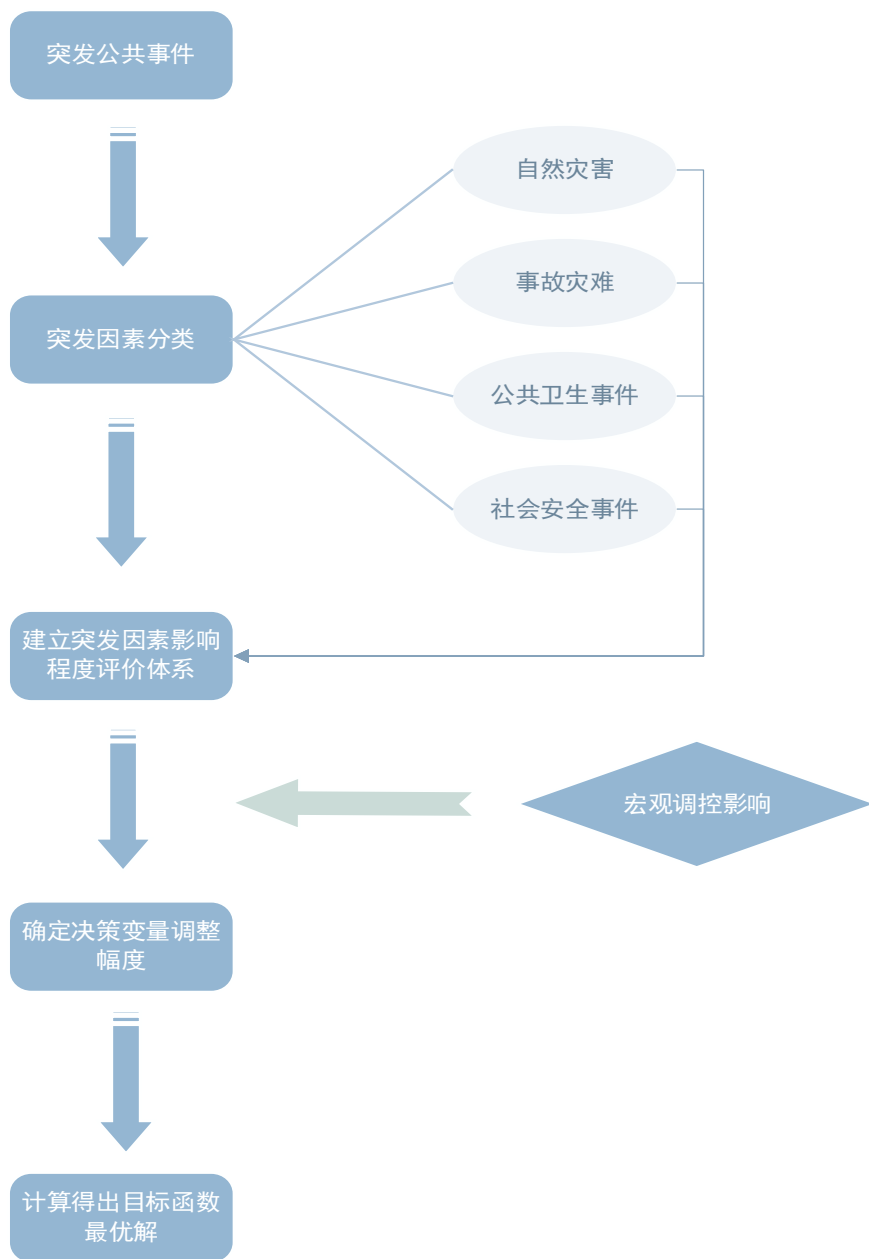 突发公共事件
自然灾害
事故灾难
突发因素分类
公共卫生事件
社会安全事件
建立突发因素影响
程度评价体系
宏观调控影响
确定决策变量调整
幅度
计算得出目标函数
最优解